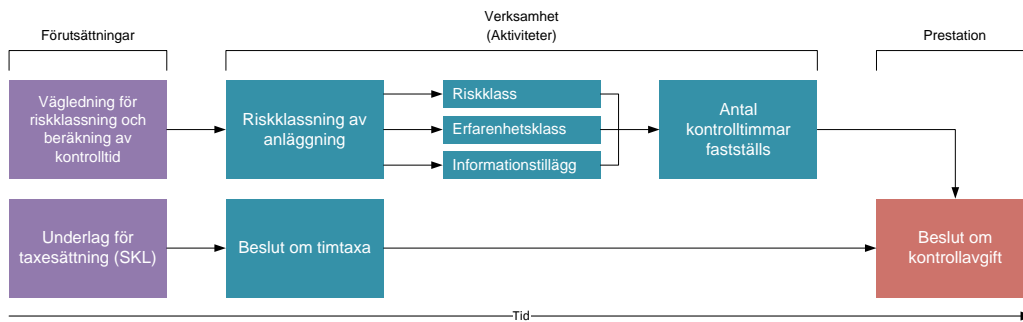 Förutsättningar
Verksamhet
(Aktiviteter)
Prestation
Vägledning för
riskklassning och
beräkning av
kontrolltid
Riskklassning av
anläggning
Riskklass
Erfarenhetsklass
Informationstillägg
Antal
kontrolltimmar
fastställs
Underlag för
taxesättning (SKL)
Beslut om timtaxa
Beslut om
kontrollavgift
Tid